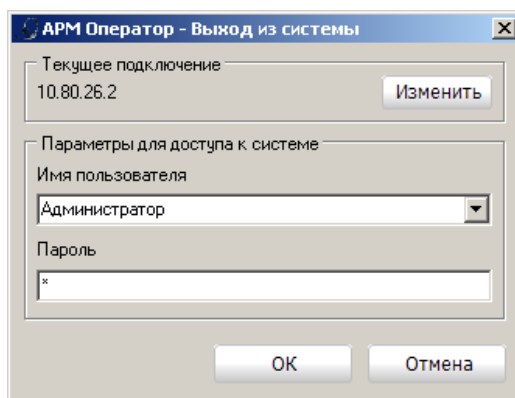 АРМ Оператор - Выход из системы
Текущее подключение
10.80.26.2
Изменить
Параметры для доступа к системе
Имя пользователя
Администратор
Пароль
*
ОК
Отмена